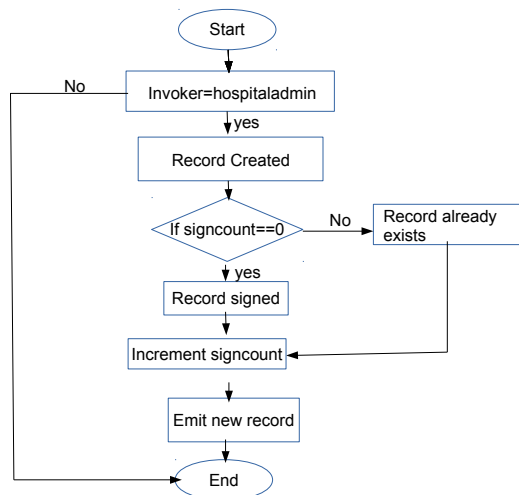 Start
No
Invoker=hospitaladmin
yes
Record Created
If signcount==0
No
Record already
exists
yes
Record signed
Increment signcount
Emit new record
End